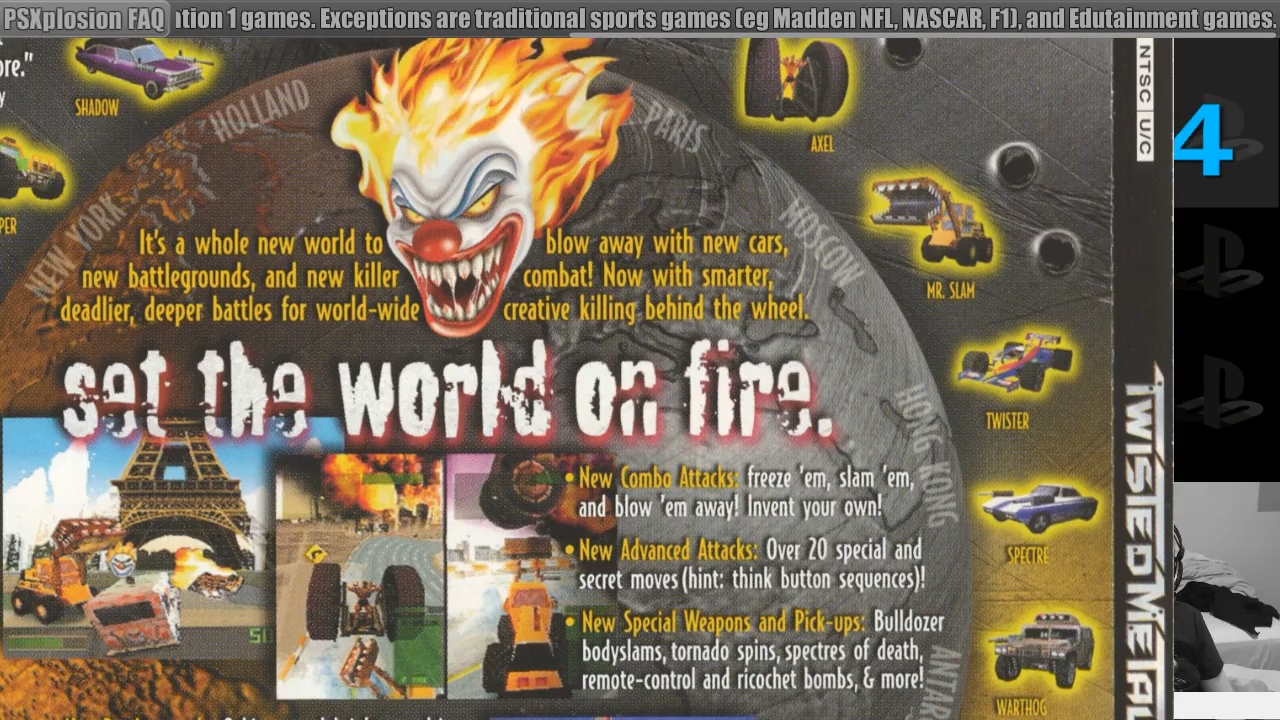 PSXplosion FAQ
tion 1 games. Exceptions are traditional sports games (eg Madden NFL, NASCAR, F1), and Edutainment games.
ore."
SHADOW
HOLLAND
PARIS
AXEL
NTSC U/C
4
PER
NEW YORK
MOSCOW
MR. SLAM
It's a whole new world to blow away with new cars,
new battlegrounds, and new killer combat! Now with smarter,
deadlier, deeper battles for world-wide creative killing behind the wheel.
set the world on fire.
TWISTER
HONG KONG
TWISTED METAL
• New Combo Attacks: freeze 'em, slam 'em,
and blow 'em away! Invent your own!
SPECTRE
• New Advanced Attacks: Over 20 special and
secret moves (hint: think button sequences)!
• New Special Weapons and Pick-ups: Bulldozer
bodyslams, tornado spins, spectres of death,
remote-control and ricochet bombs, & more!
ANTAR
WARTHOG